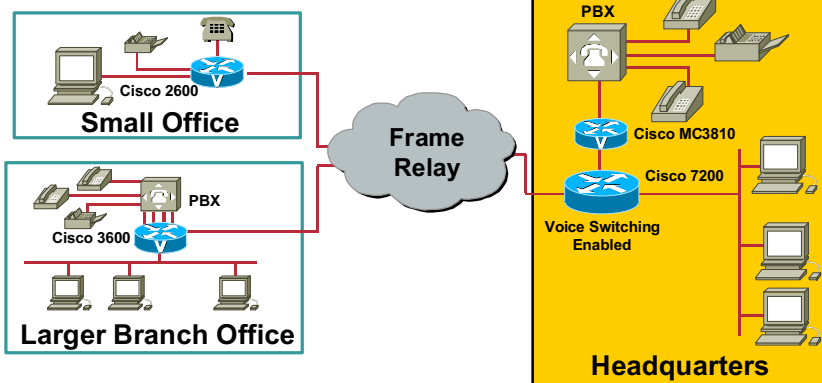 Cisco 2600
V
Small Office
PBX
Cisco 3600
V
Larger Branch Office
Frame
Relay
PBX
V
Cisco MC3810
Cisco 7200
Voice Switching
Enabled
Headquarters